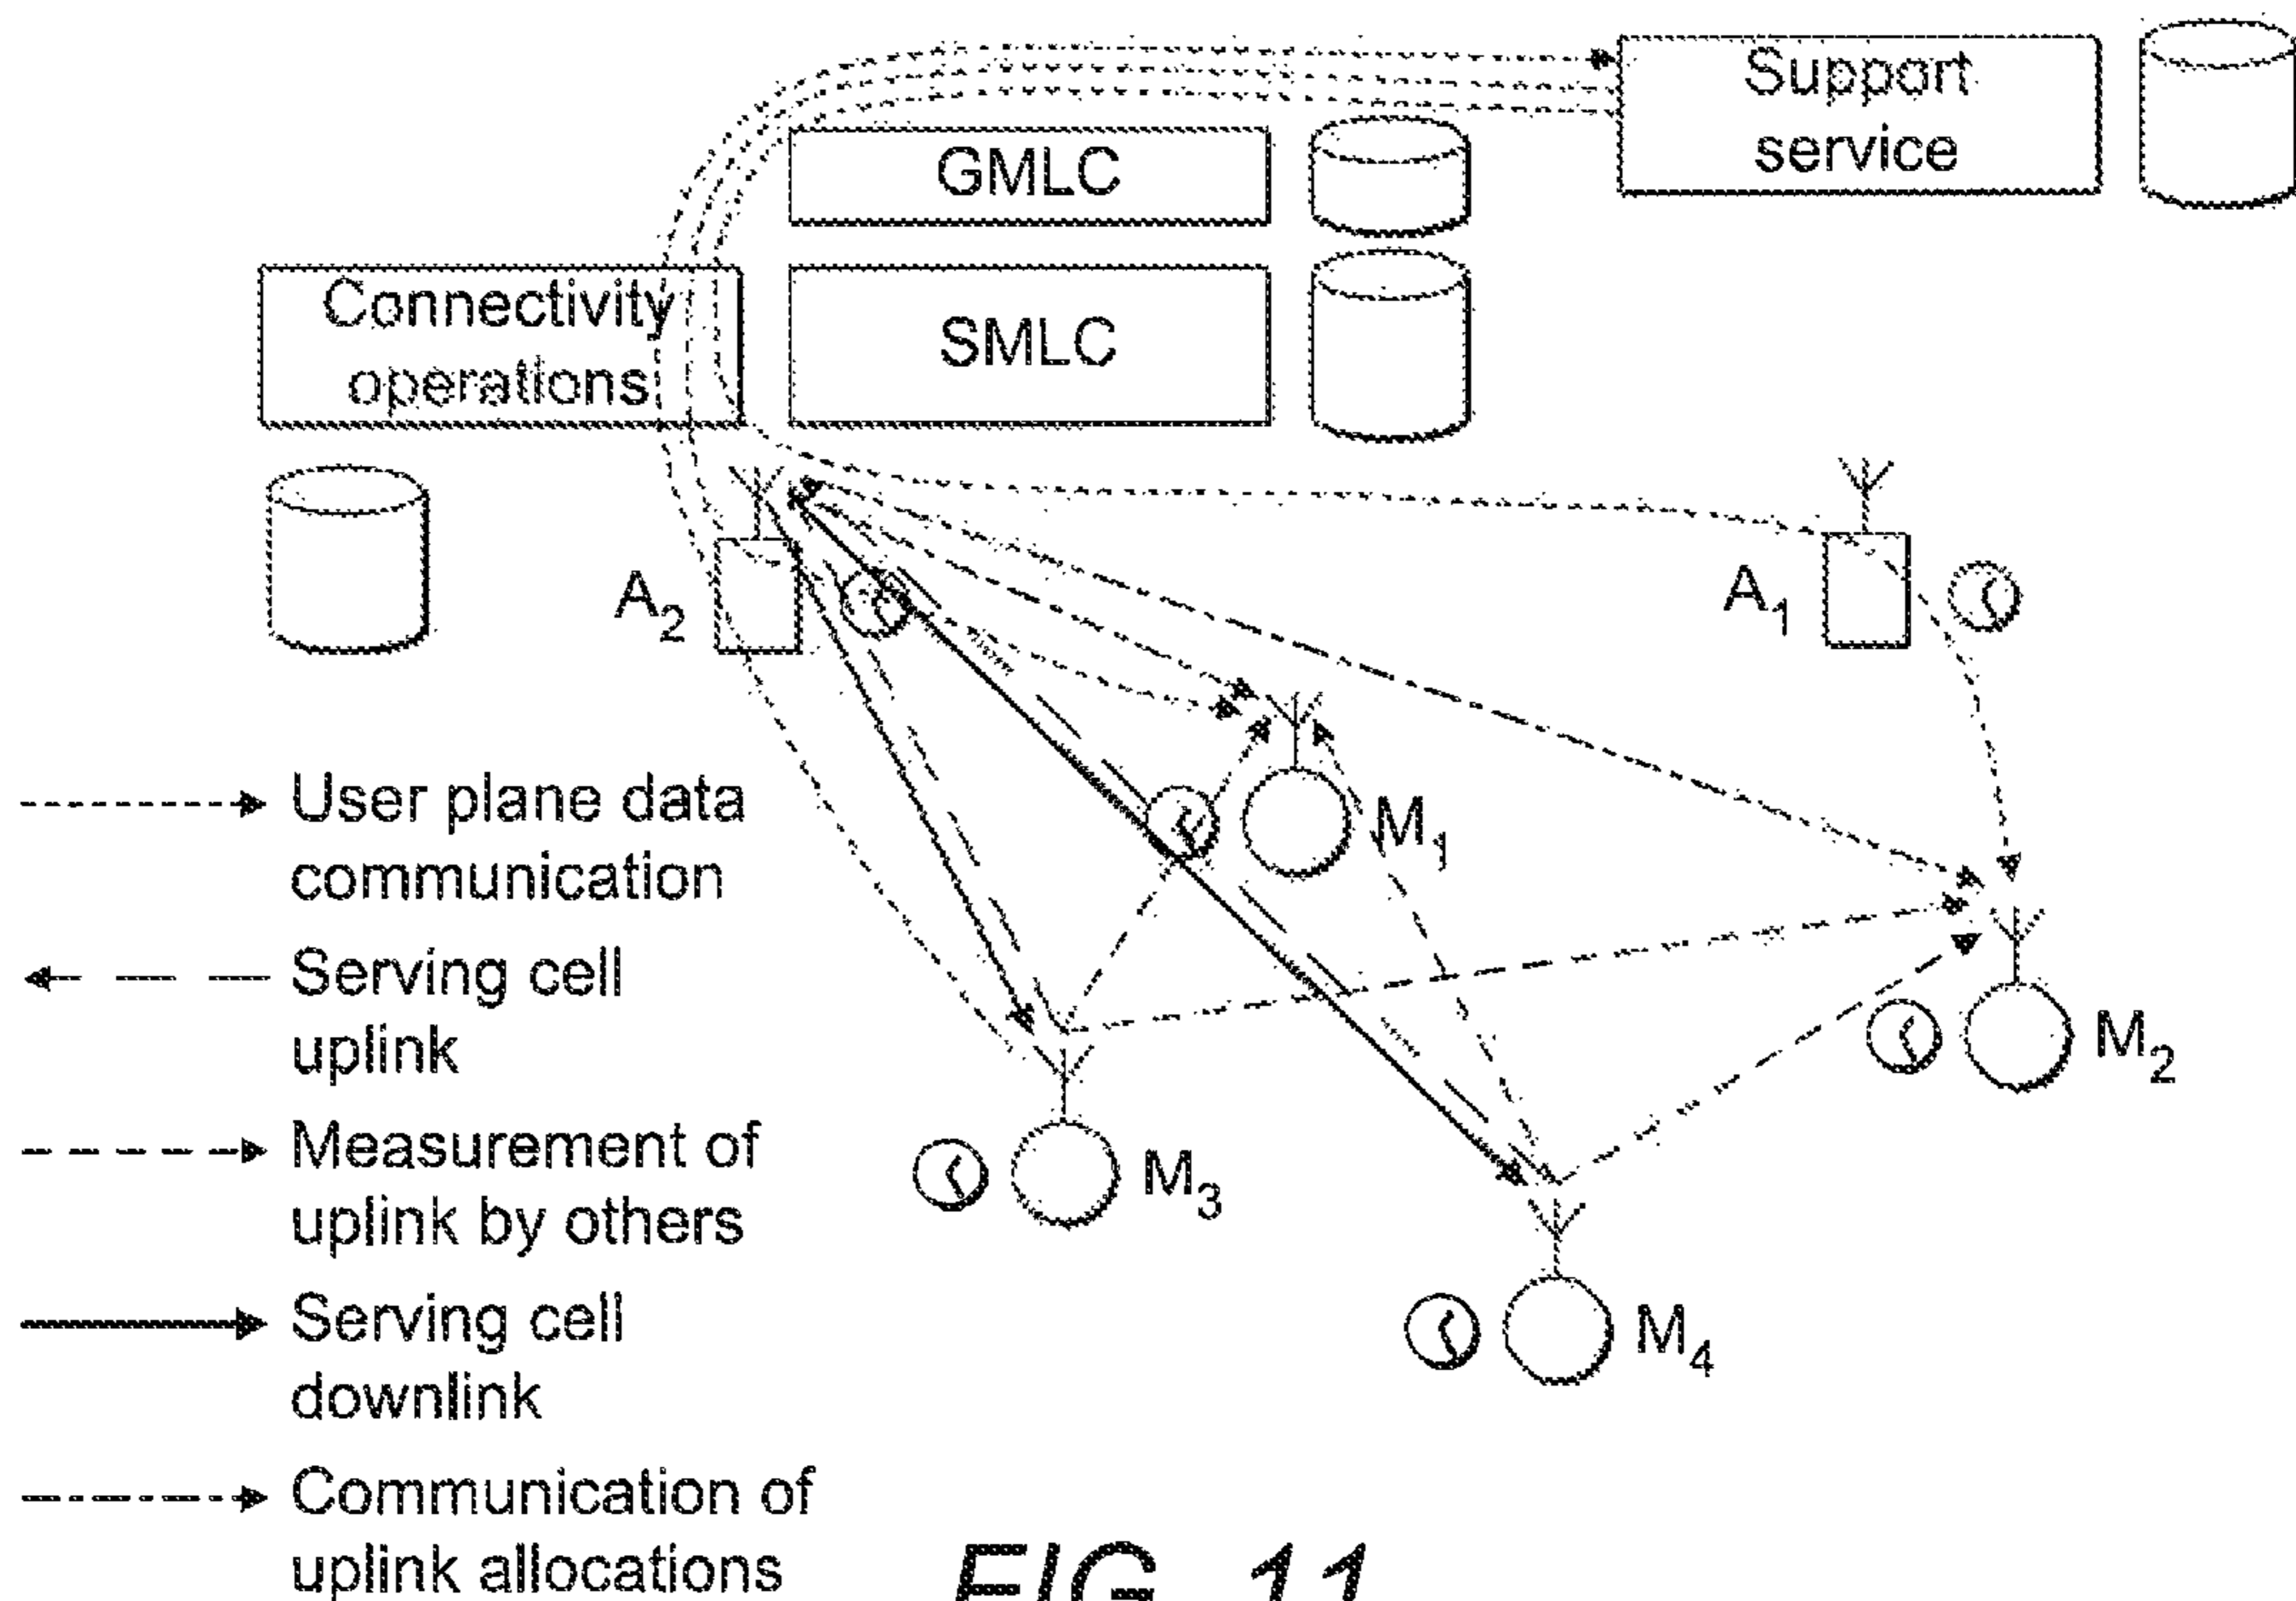 Support
service
GMLC
Connectivity
operations
SMLC
A2
A1
M1
M2
M3
M4
User plane data
communication
Serving cell
uplink
Measurement of
uplink by others
Serving cell
downlink
Communication of
uplink allocations
FIG. 11